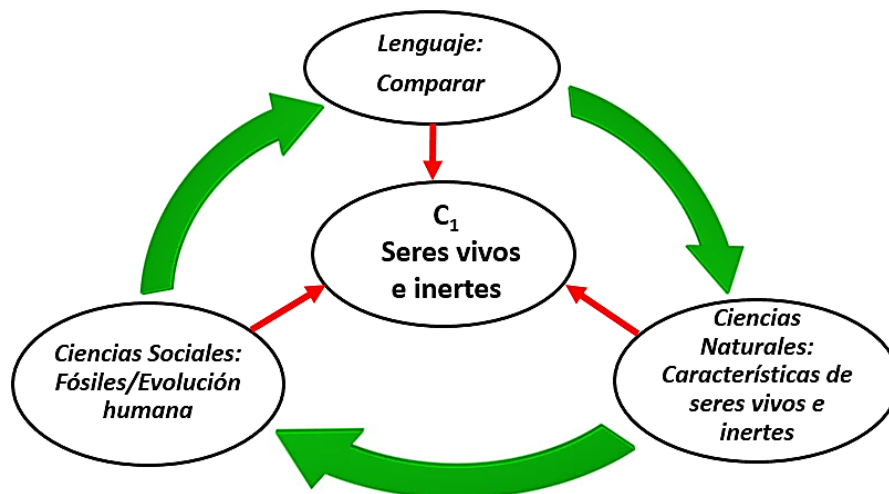 Lenguaje:
Comparar
C₁
Seres vivos
e inertes
Ciencias Sociales:
Fósiles/Evolución
humana
Ciencias
Naturales:
Características de
seres vivos e
inertes